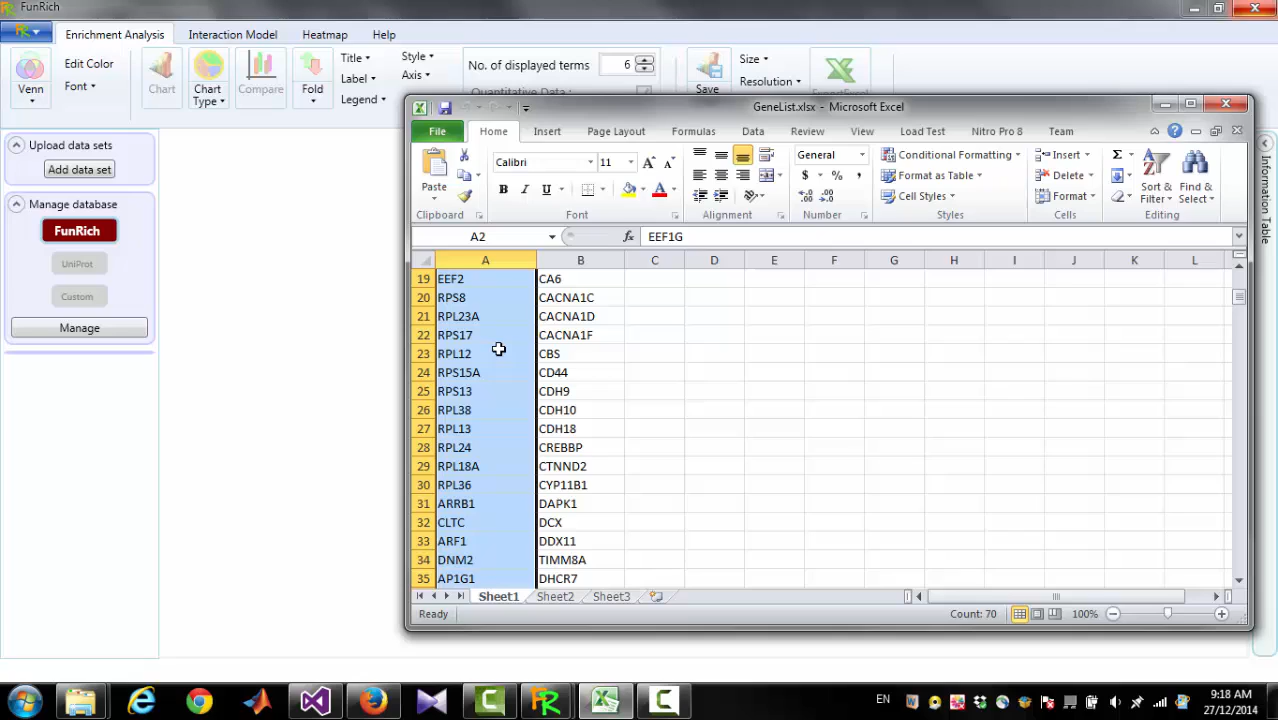 FunRich
Enrichment Analysis Interaction Model Heatmap Help
Venn
Edit Color
Font
Chart
Chart Type
Compare
Fold
Title
Label
Legend
Style
Axis
No. of displayed terms 6
Save
Size
Resolution
Upload data sets
Add data set
Manage database
FunRich
UniProt
Custom
Manage
Information Table
GeneList.xlsx - Microsoft Excel
File Home Insert Page Layout Formulas Data Review View Load Test Nitro Pro 8 Team
Paste
Calibri 11
B I U A
General
$ % ,
Conditional Formatting
Format as Table
Cell Styles
Insert
Delete
Format
Sort & Filter
Find & Select
Clipboard Font Alignment Number Styles Cells Editing
A2 fx EEF1G
A B C D E F G H I J K L
19 EEF2 CA6
20 RPS8 CACNA1C
21 RPL23A CACNA1D
22 RPS17 CACNA1F
23 RPL12 CBS
24 RPS15A CD44
25 RPS13 CDH9
26 RPL38 CDH10
27 RPL13 CDH18
28 RPL24 CREBBP
29 RPL18A CTNND2
30 RPL36 CYP11B1
31 ARRB1 DAPK1
32 CLTC DCX
33 ARF1 DDX11
34 DNM2 TIMM8A
35 AP1G1 DHCR7
Sheet1 Sheet2 Sheet3
Ready Count: 70 100%
EN
9:18 AM
27/12/2014